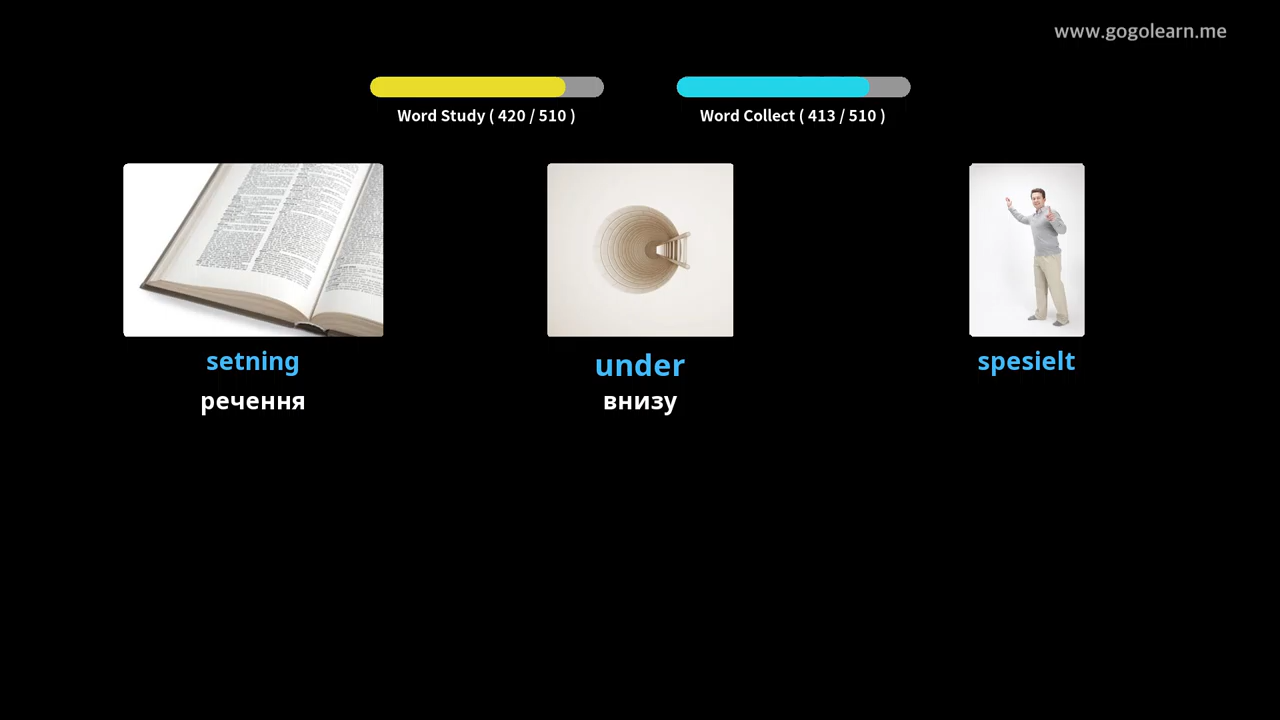 www.gogolearn.me
Word Study ( 420 / 510 )
Word Collect ( 413 / 510 )
setning
under
spesielt
речення
внизу